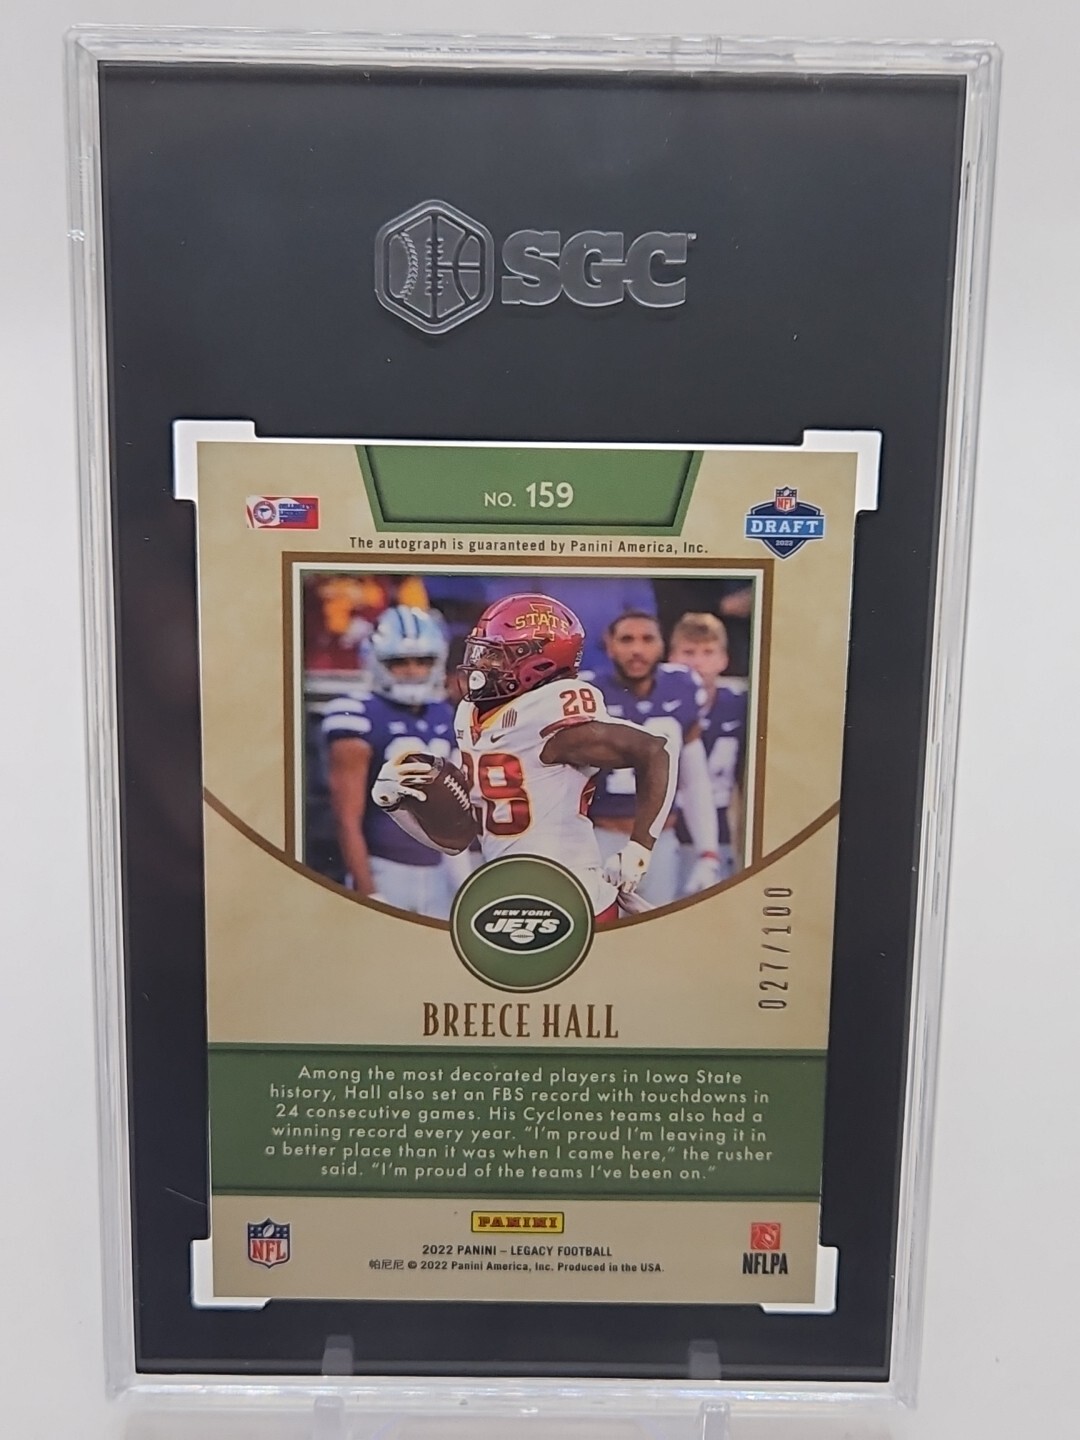 SGC
NO. 159
NFL
DRAFT
2022
The autograph is guaranteed by Panini America, Inc.
STATE
28
28
NEW YORK
JETS
027/100
BREECE HALL
Among the most decorated players in Iowa State
history, Hall also set an FBS record with touchdowns in
24 consecutive games. His Cyclones teams also had a
winning record every year. “I’m proud I’m leaving it in
a better place than it was when I came here,” the rusher
said. “I’m proud of the teams I’ve been on.”
PANINI
NFL
2022 PANINI – LEGACY FOOTBALL
NFLPA
帕尼尼 © 2022 Panini America, Inc. Produced in the USA.